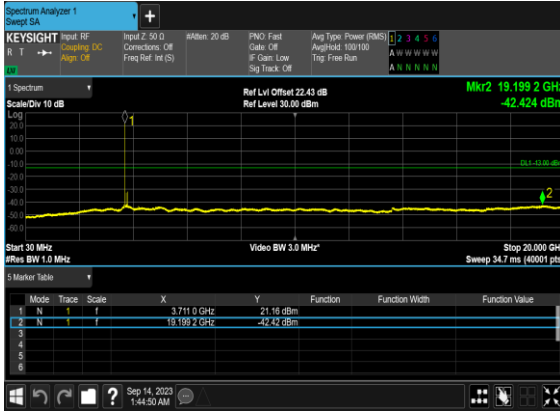 Spectrum Analyzer 1
Swept SA
+
KEYSIGHT
R T
Input: RF
Coupling: DC
Align: Off
Input Z: 50 Ω
Corrections: Off
Freq Ref: Int (S)
#Atten: 20 dB
PNO: Fast
Gate: Off
IF Gain: Low
Sig Track: Off
Avg Type: Power (RMS)
Avg|Hold: 100/100
Trig: Free Run
1 2 3 4 5 6
A W W W W W
A N N N N N
1 Spectrum
Scale/Div 10 dB
Ref Lvl Offset 22.43 dB
Ref Level 30.00 dBm
Mkr2 19.199 2 GHz
-42.424 dBm
Log
20.0
10.0
0.00
-10.0
-20.0
-30.0
-40.0
-50.0
-60.0
1
DL1 -13.00 dBm
2
Start 30 MHz
#Res BW 1.0 MHz
Video BW 3.0 MHz*
Stop 20.000 GHz
Sweep 34.7 ms (40001 pts)
5 Marker Table
Mode Trace Scale X Y Function Function Width Function Value
1 N 1 f 3.711 0 GHz 21.16 dBm
2 N 1 f 19.199 2 GHz -42.42 dBm
3
4
5
6
?
Sep 14, 2023
1:44:50 AM